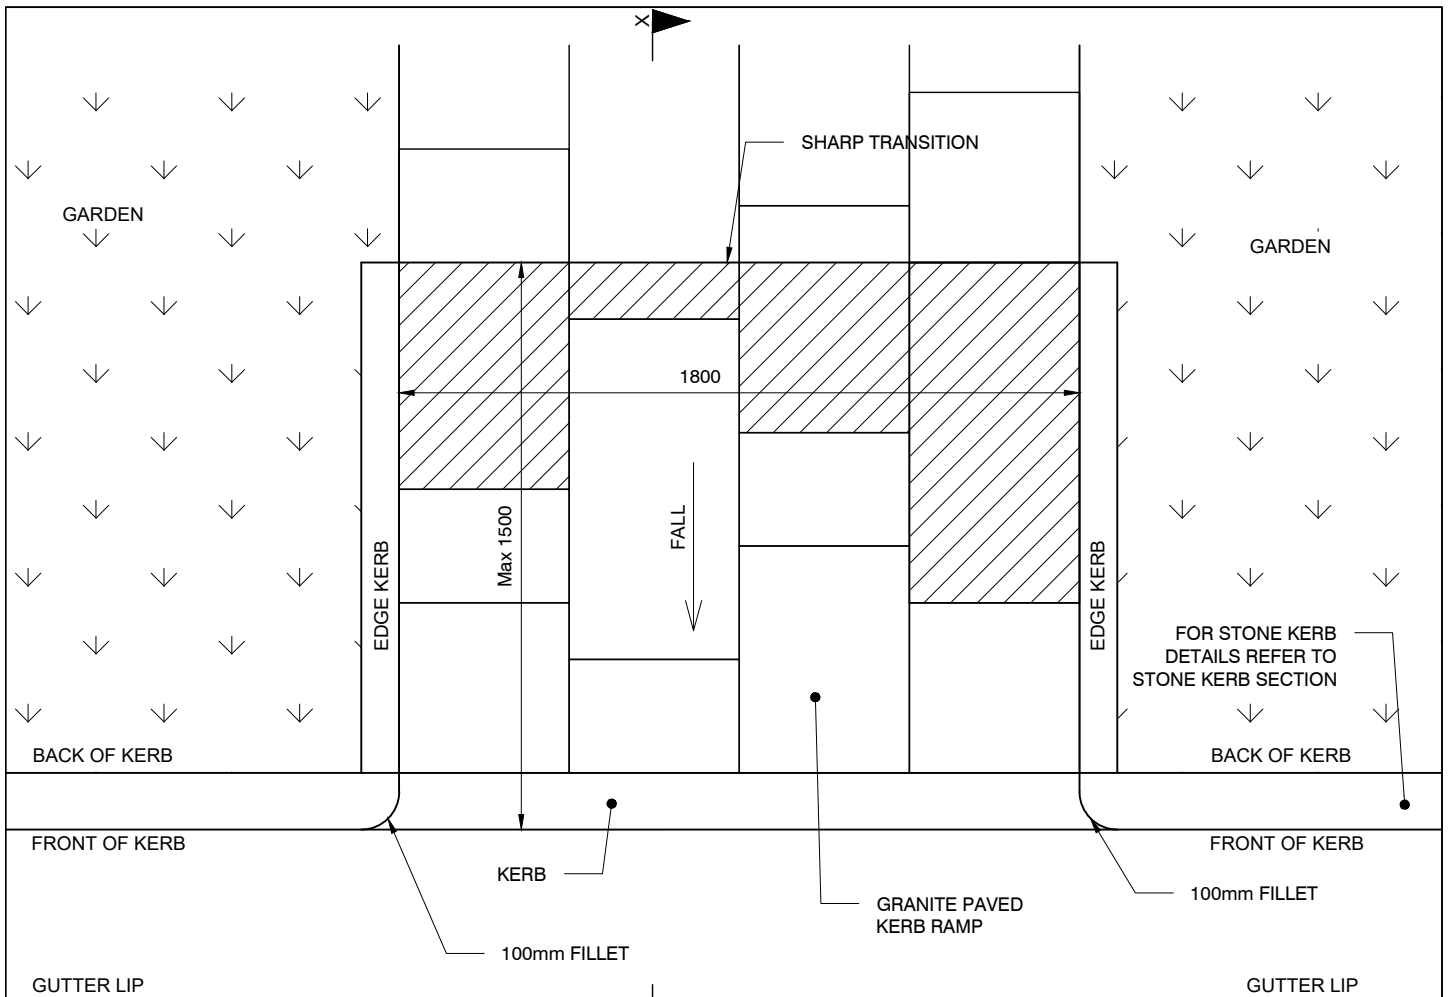 X
SHARP TRANSITION
GARDEN
GARDEN
1800
Max 1500
FALL
EDGE KERB
EDGE KERB
FOR STONE KERB
DETAILS REFER TO
STONE KERB SECTION
BACK OF KERB
BACK OF KERB
FRONT OF KERB
FRONT OF KERB
KERB
100mm FILLET
GRANITE PAVED
KERB RAMP
100mm FILLET
GUTTER LIP
GUTTER LIP